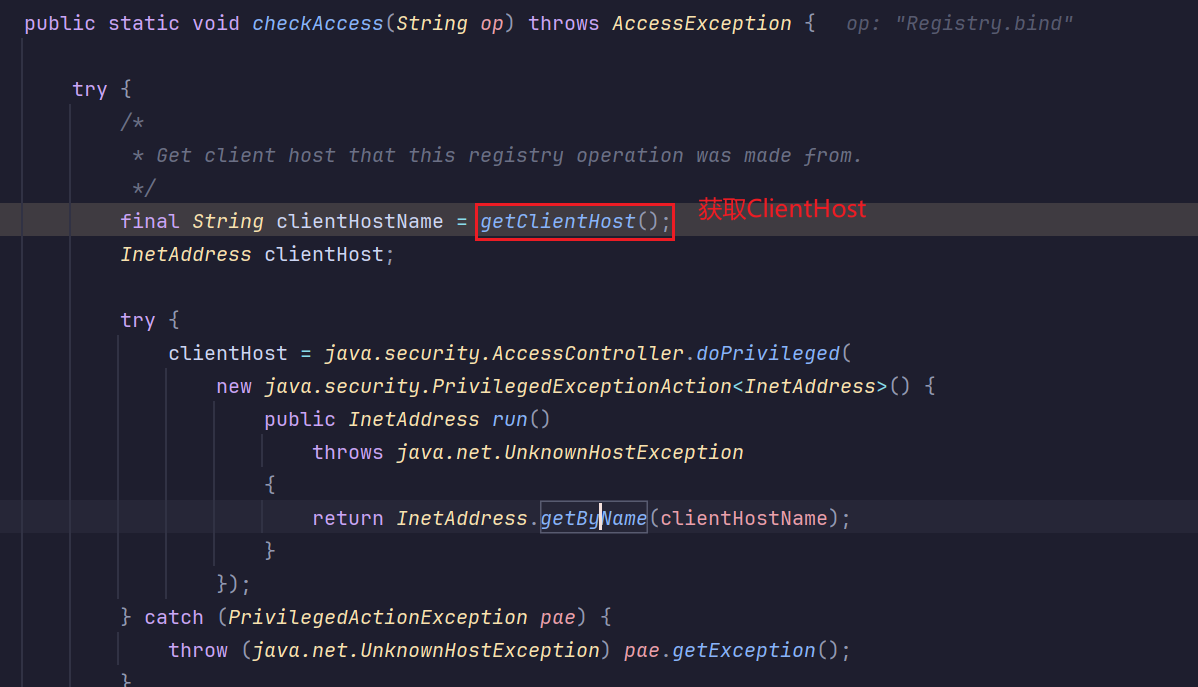 public static void checkAccess(String op) throws AccessException {   op: "Registry.bind"
try {
/*
* Get client host that this registry operation was made from.
*/
final String clientHostName = getClientHost();   获取ClientHost
InetAddress clientHost;
try {
clientHost = java.security.AccessController.doPrivileged(
new java.security.PrivilegedExceptionAction<InetAddress>() {
public InetAddress run()
throws java.net.UnknownHostException
{
return InetAddress.getByName(clientHostName);
}
});
} catch (PrivilegedActionException pae) {
throw (java.net.UnknownHostException) pae.getException();
}